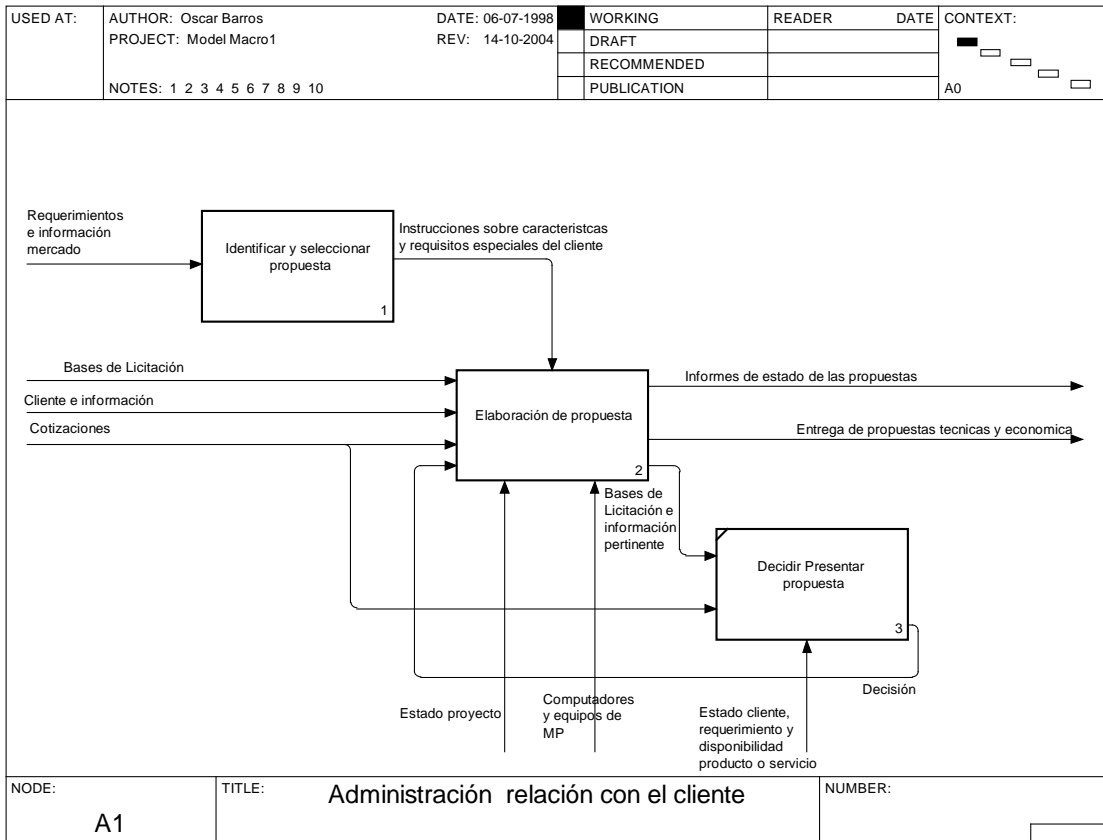 USED AT:
AUTHOR: Oscar Barros
DATE: 06-07-1998
WORKING
READER
DATE
CONTEXT:
PROJECT: Model Macro1
REV: 14-10-2004
DRAFT
RECOMMENDED
NOTES: 1 2 3 4 5 6 7 8 9 10
PUBLICATION
A0
Requerimientos
e información
mercado
Identificar y seleccionar
propuesta
1
Instrucciones sobre caracteristcas
y requisitos especiales del cliente
Bases de Licitación
Cliente e información
Cotizaciones
Elaboración de propuesta
2
Informes de estado de las propuestas
Entrega de propuestas tecnicas y economica
Bases de
Licitación e
información
pertinente
Decidir Presentar
propuesta
3
Decisión
Estado proyecto
Computadores
y equipos de
MP
Estado cliente,
requerimiento y
disponibilidad
producto o servicio
NODE:
A1
TITLE:
Administración relación con el cliente
NUMBER: